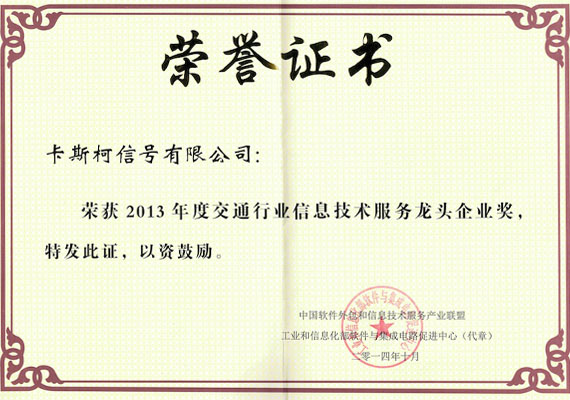 荣誉证书
卡斯柯信号有限公司：
荣获 2013 年度交通行业信息技术服务龙头企业奖，
特发此证，以资鼓励。
中国软件外包和信息技术服务产业联盟
工业和信息化部软件与集成电路促进中心（代章）
二零一四年十月